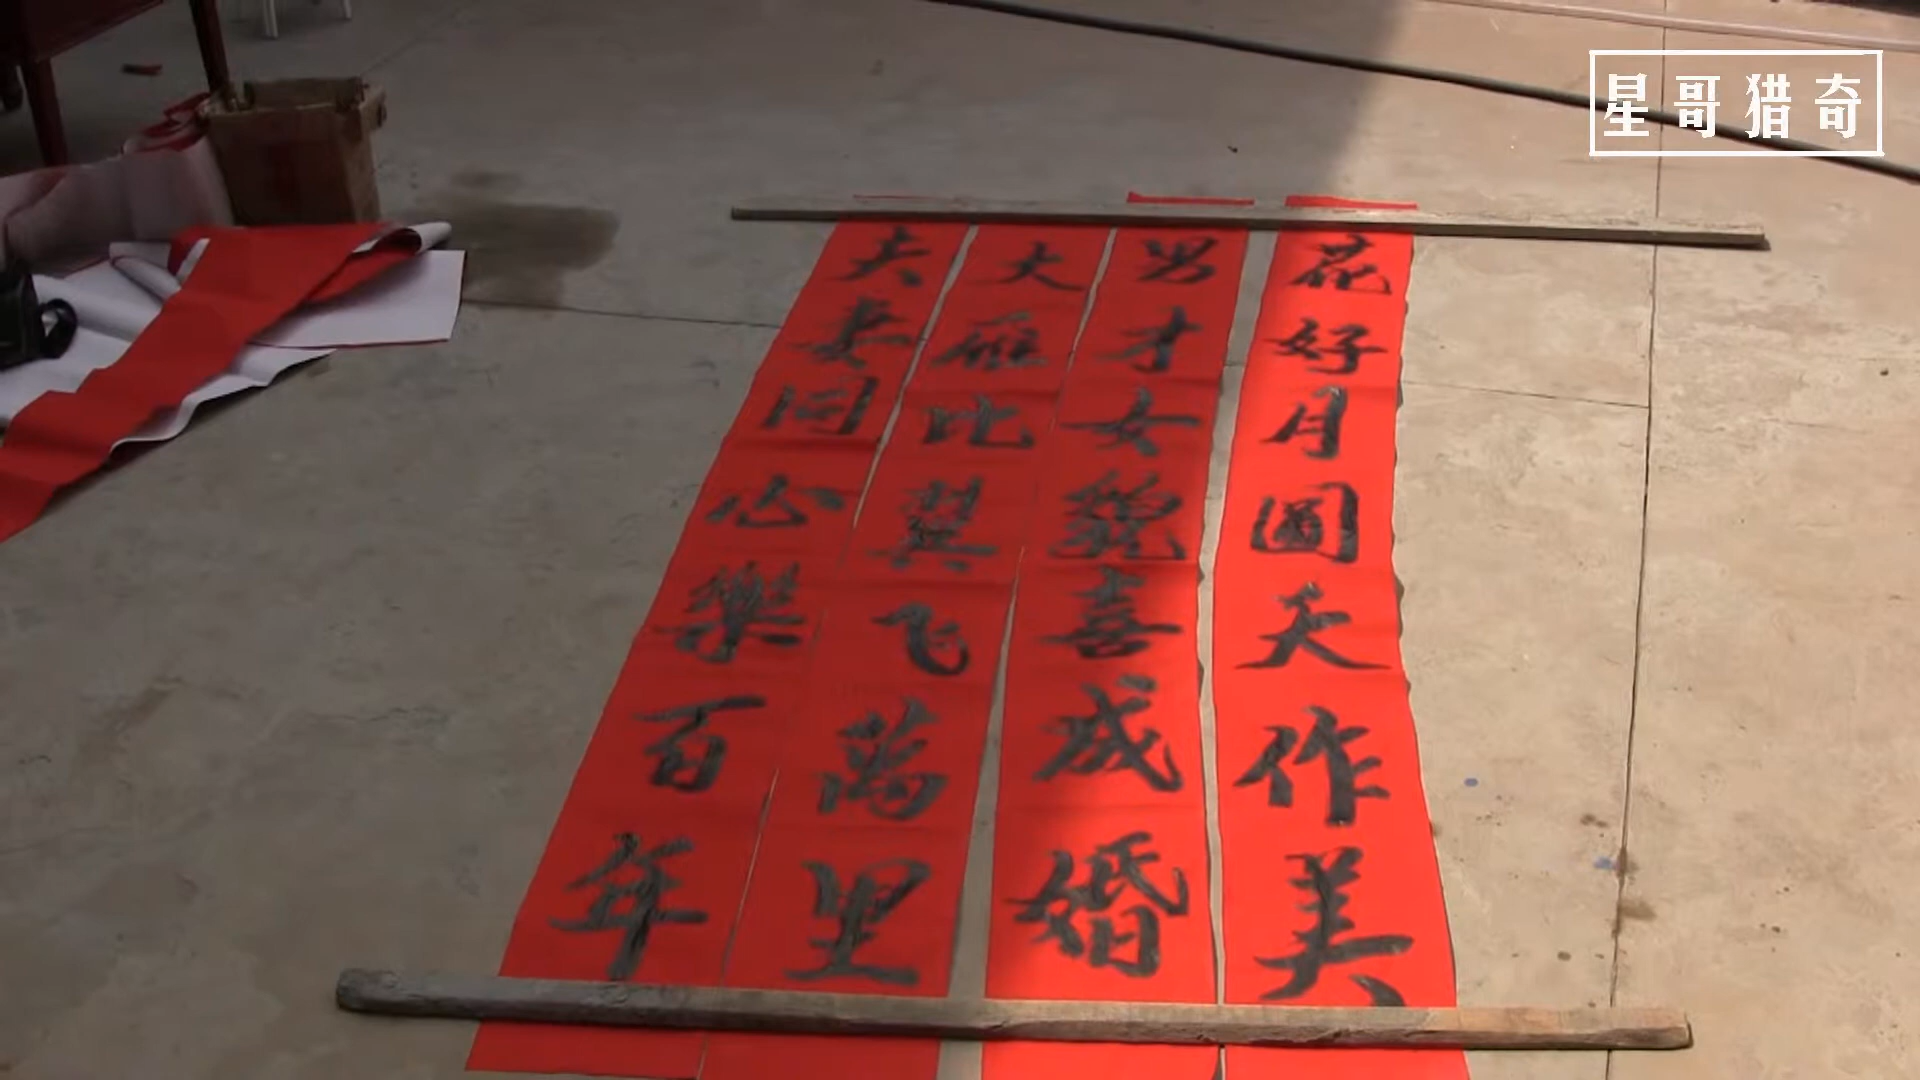 星哥猎奇
花好月圓天作美
男才女貌喜成婚
大雁比翼飞萬里
夫妻同心樂百年